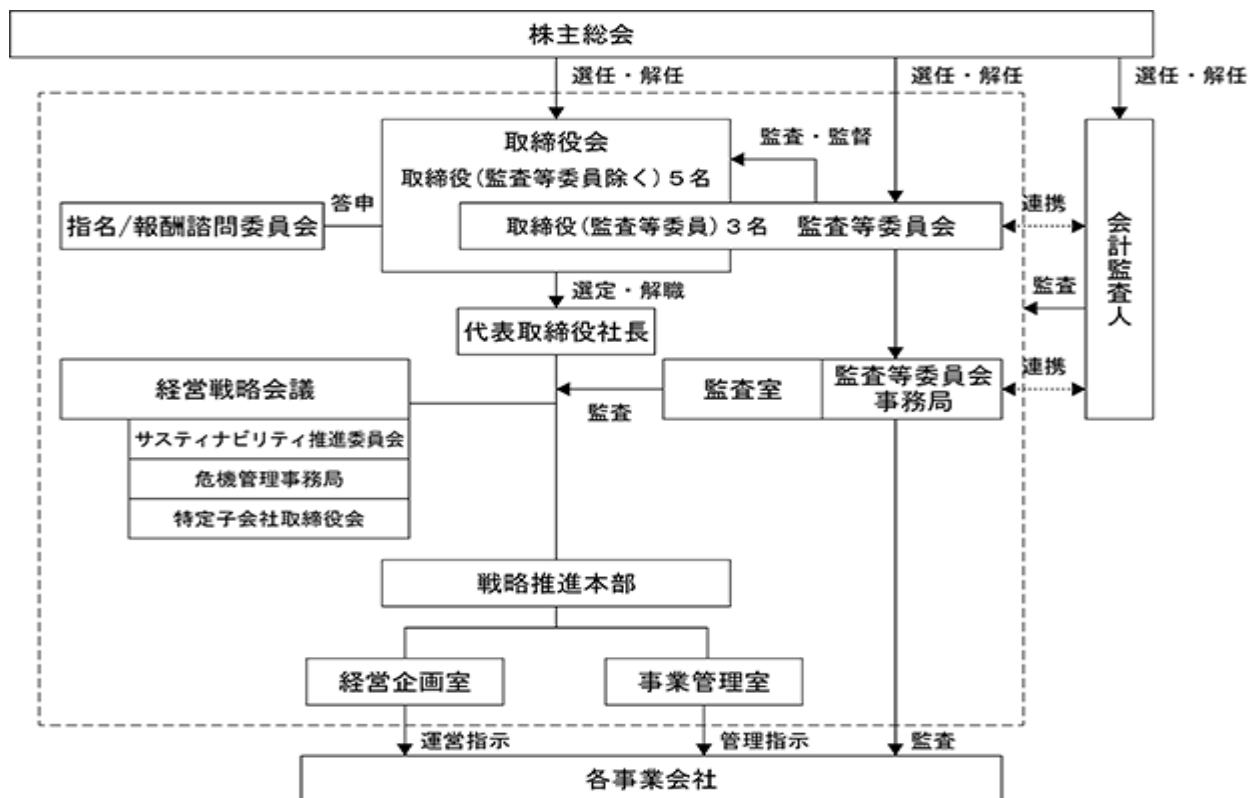 株主総会
選任・解任
選任・解任
選任・解任
取締役会
取締役(監査等委員除く)5名
監査・監督
指名/報酬諮問委員会
答申
取締役(監査等委員)3名 監査等委員会
連携
会計監査人
選定・解職
監査
代表取締役社長
経営戦略会議
監査
監査室
監査等委員会
事務局
連携
サスティナビリティ推進委員会
危機管理事務局
特定子会社取締役会
戦略推進本部
経営企画室
事業管理室
運営指示
管理指示
監査
各事業会社